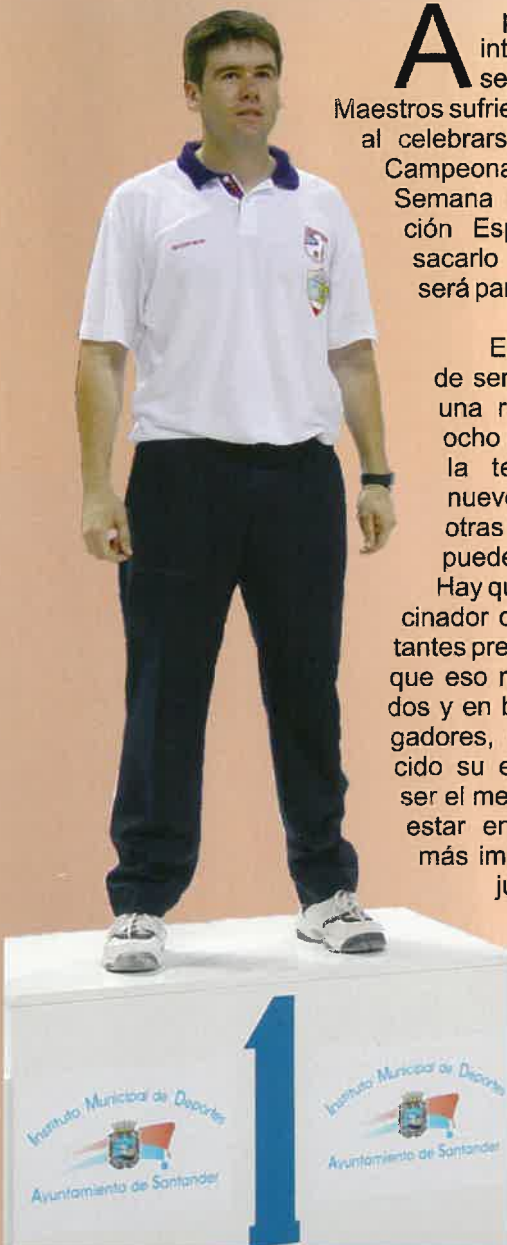 A p
int
se
Maestros sufrie
al celebrars
Campeona
Semana
ción Esp
sacarlo
será par
E
de ser
una r
ocho
la te
nuev
otras
puede
Hay qu
cinador
tantes pre
que eso
dos y en b
gadores,
cido su e
ser el me
estar en
más im
ju
1
Instituto Municipal de Deportes
Ayuntamiento de Santander
Instituto Municipal de Deportes
Ayuntamiento de Santander